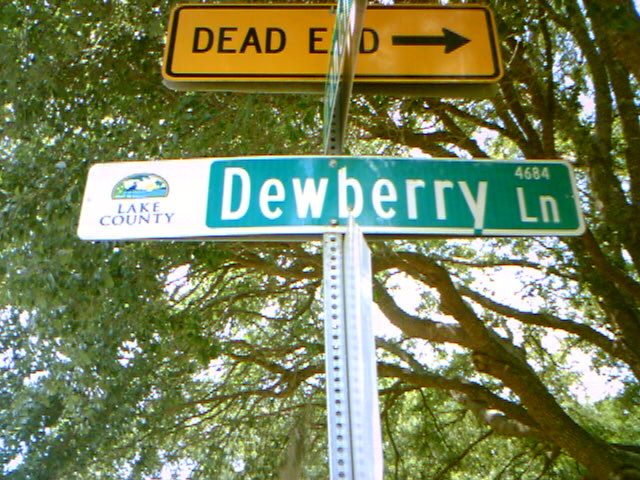 DEAD END
4684
Dewberry Ln
LAKE
COUNTY